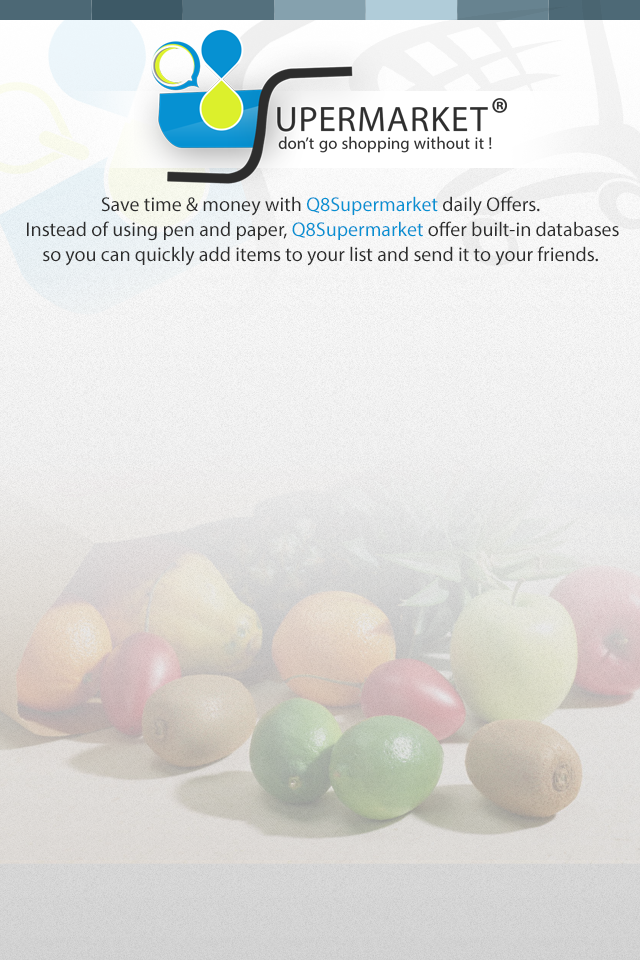 SUPERMARKET®
don't go shopping without it !
Save time & money with Q8Supermarket daily Offers.
Instead of using pen and paper, Q8Supermarket offer built-in databases
so you can quickly add items to your list and send it to your friends.